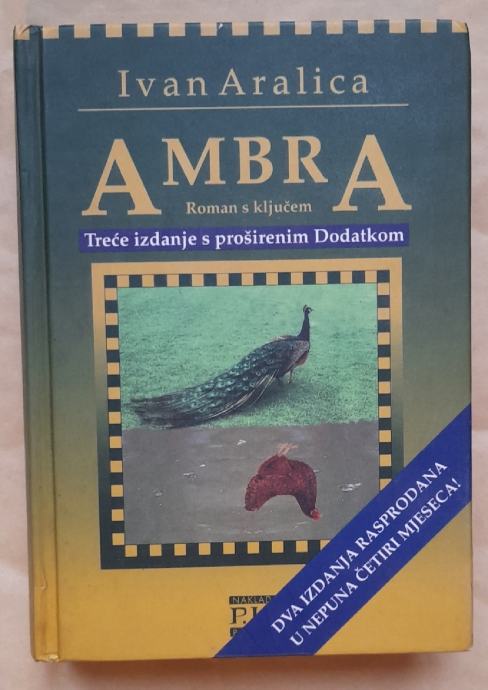 Ivan Aralica
AMBRA
Roman s ključem
Treće izdanje s proširenim Dodatkom
DVA IZDANJA RASPRODANA
U NEPUNA ČETIRI MJESECA!